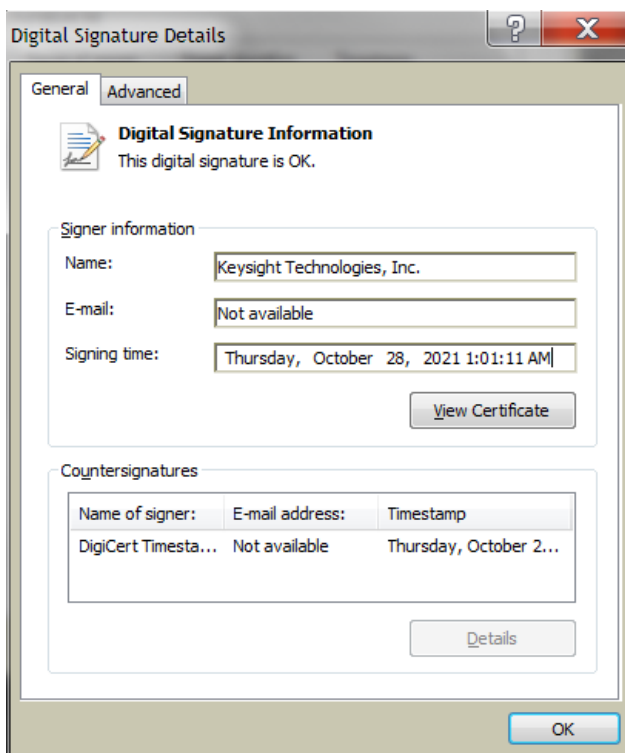 Digital Signature Details
General Advanced
Digital Signature Information
This digital signature is OK.
Signer information
Name: Keysight Technologies, Inc.
E-mail: Not available
Signing time: Thursday, October 28, 2021 1:01:11 AM
View Certificate
Countersignatures
Name of signer: E-mail address: Timestamp
DigiCert Timesta... Not available Thursday, October 2...
Details
OK